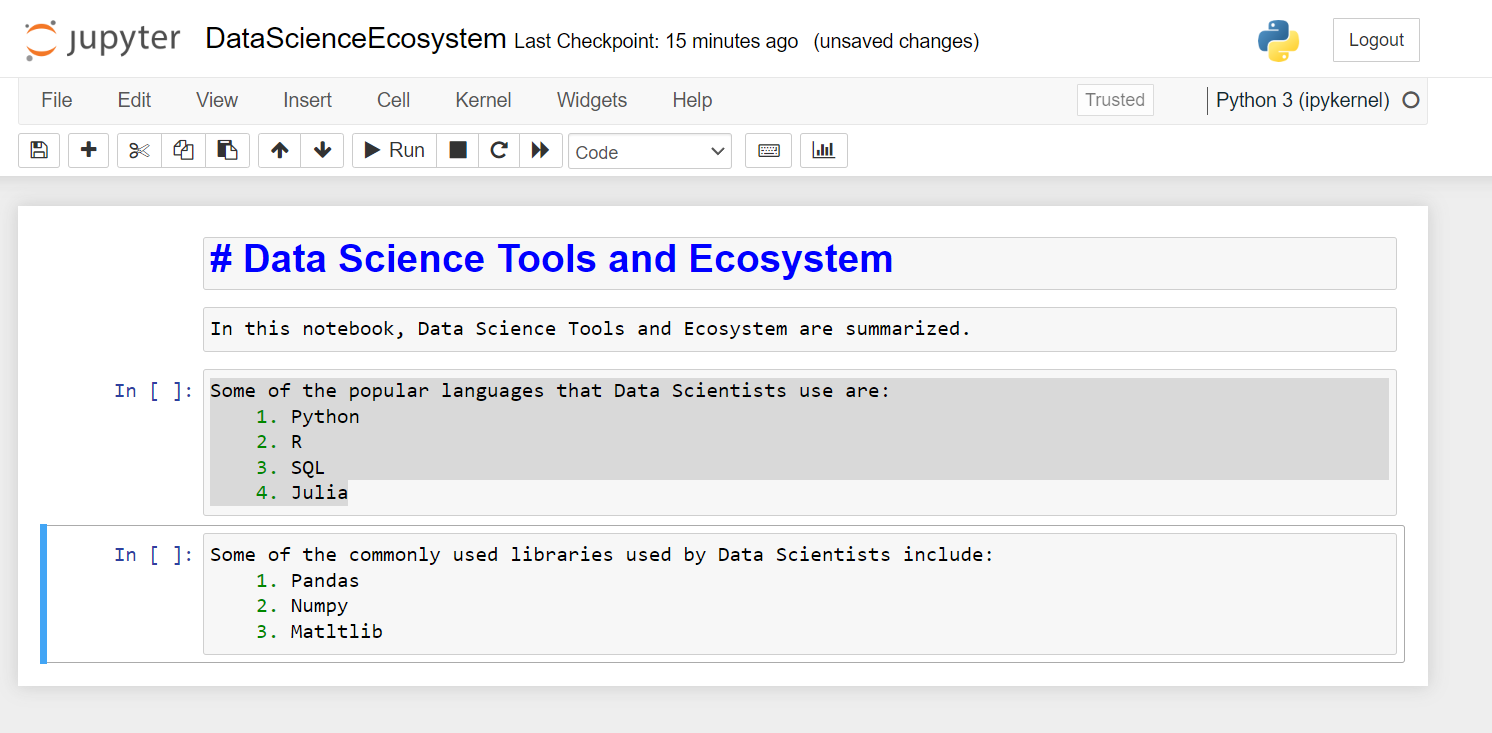 jupyter DataScienceEcosystem Last Checkpoint: 15 minutes ago (unsaved changes) Logout
File Edit View Insert Cell Kernel Widgets Help Trusted Python 3 (ipykernel)
Run Code
# Data Science Tools and Ecosystem
In this notebook, Data Science Tools and Ecosystem are summarized.
In [ ]: Some of the popular languages that Data Scientists use are:
1. Python
2. R
3. SQL
4. Julia
In [ ]: Some of the commonly used libraries used by Data Scientists include:
1. Pandas
2. Numpy
3. Matltlib